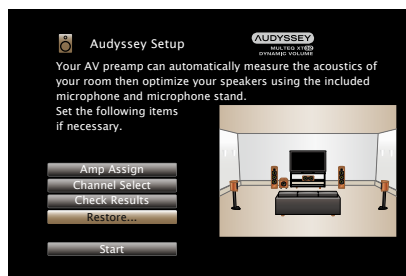 Audyssey Setup
AUDYSSEY
MULTEQ XT32
DYNAMIC VOLUME
Your AV preamp can automatically measure the acoustics of
your room then optimize your speakers using the included
microphone and microphone stand.
Set the following items
if necessary.
Amp Assign
Channel Select
Check Results
Restore...
Start